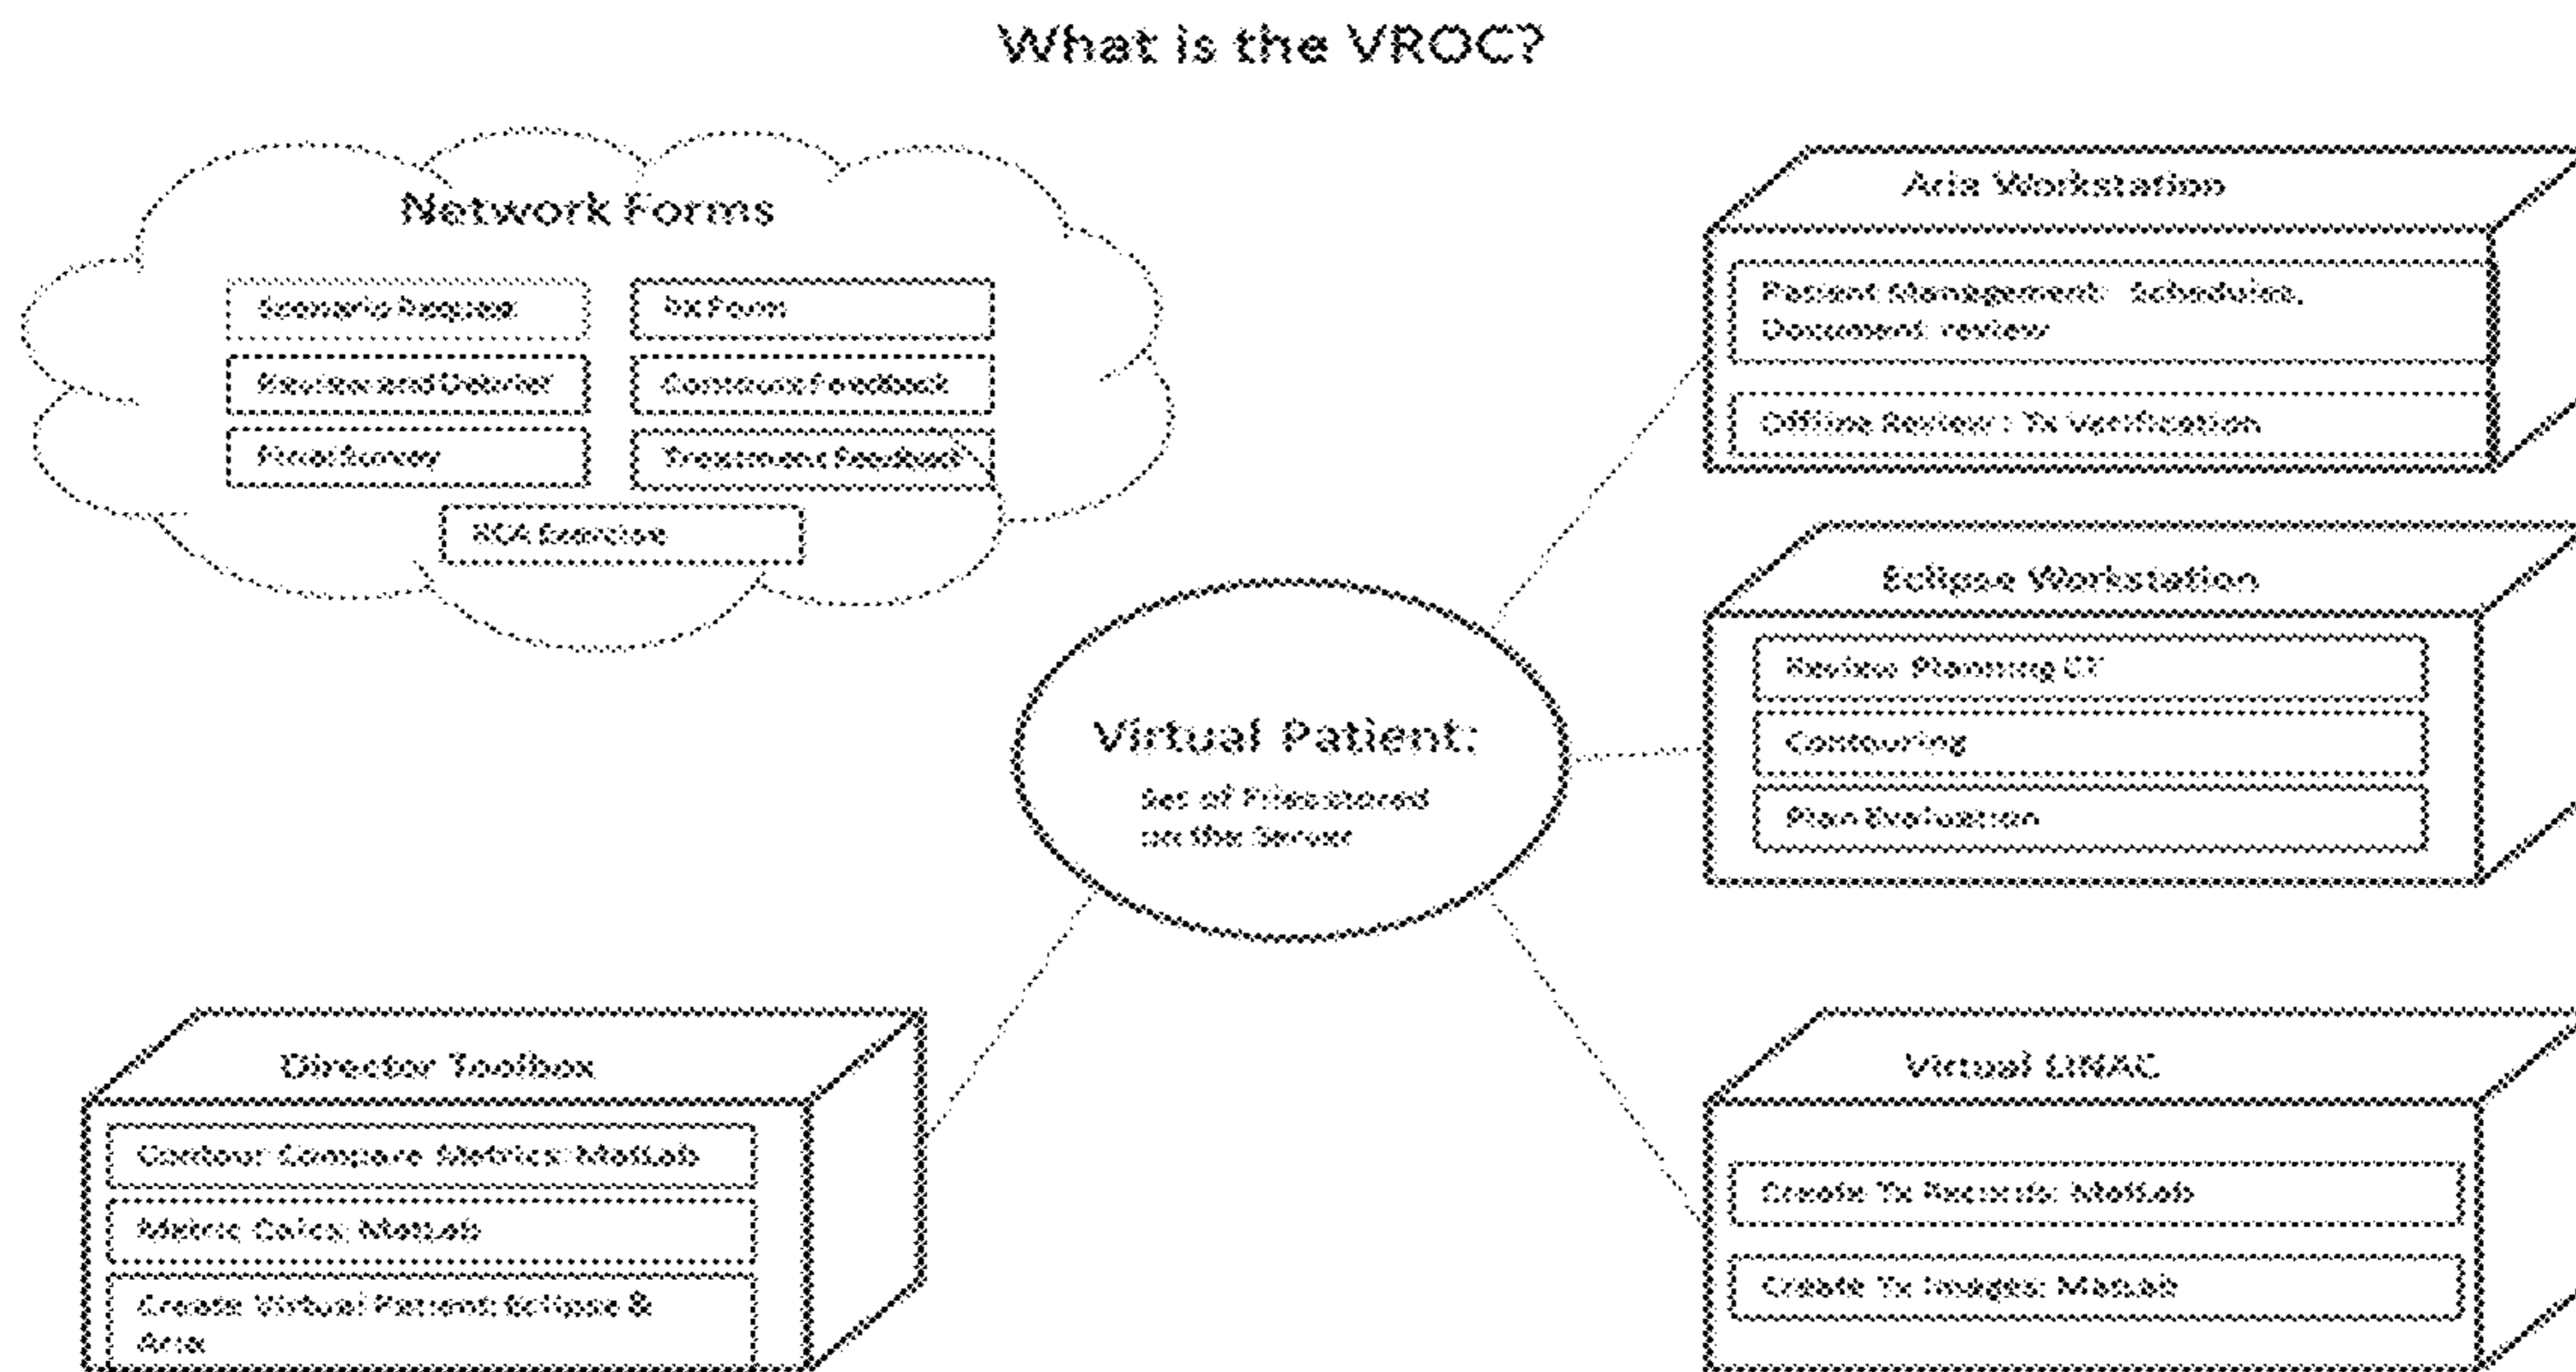 What is the VROC?
Network Forms
Scenario Request
Review and Debrief
Final Survey
RX Form
Contours Feedback
Treatment Feedback
RCA Exercise
Virtual Patient:
Set of Files stored
on the Server
Aria Workstation
Patient Management: Schedules,
Document review
Offline Review : Tx Verification
Eclipse Workstation
Review Planning CT
Contouring
Plan Evaluation
Director Toolbox
Contour Compare Metrics: MatLab
Metric Calcs: MatLab
Create Virtual Patient: Eclipse &
Aria
Virtual LINAC
Create Tx Records: MatLab
Create Tx Images: MatLab